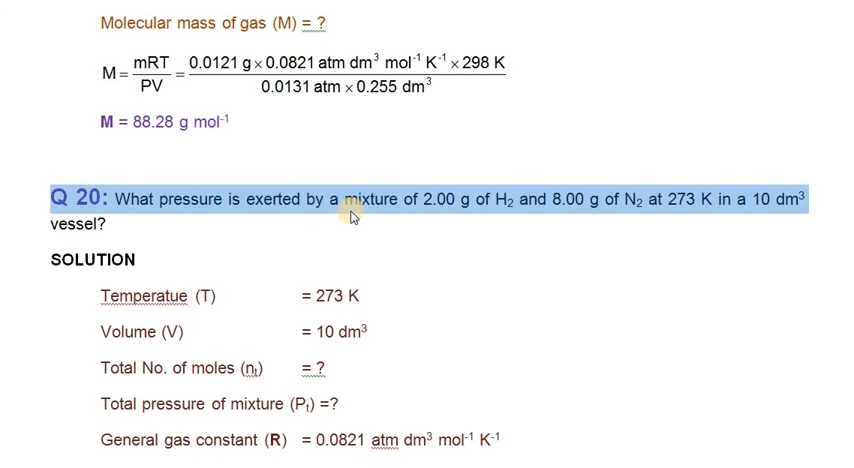 Molecular mass of gas (M) = ?
M = mRT / PV = 0.0121 g × 0.0821 atm dm³ mol⁻¹ K⁻¹ × 298 K / 0.0131 atm × 0.255 dm³
M = 88.28 g mol⁻¹
Q 20: What pressure is exerted by a mixture of 2.00 g of H₂ and 8.00 g of N₂ at 273 K in a 10 dm³
vessel?
SOLUTION
Temperatue (T) = 273 K
Volume (V) = 10 dm³
Total No. of moles (nₜ) = ?
Total pressure of mixture (Pₜ) =?
General gas constant (R) = 0.0821 atm dm³ mol⁻¹ K⁻¹